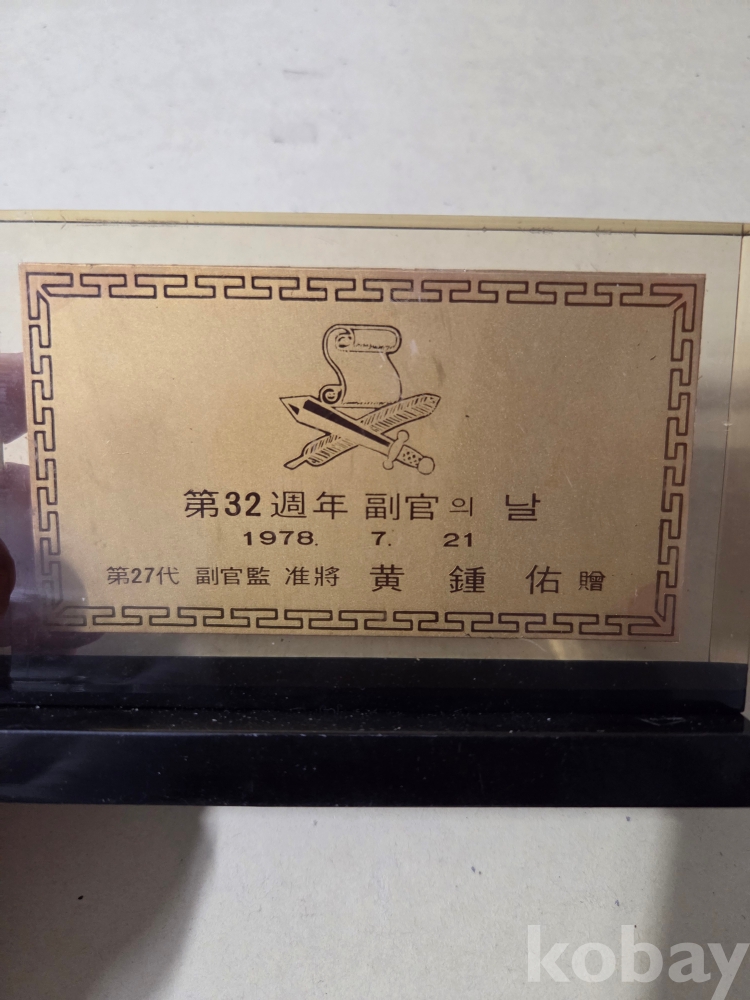 第32週年 副官의 날
1978. 7. 21
第27代 副官監 准將 黄鍾佑 贈
kobay